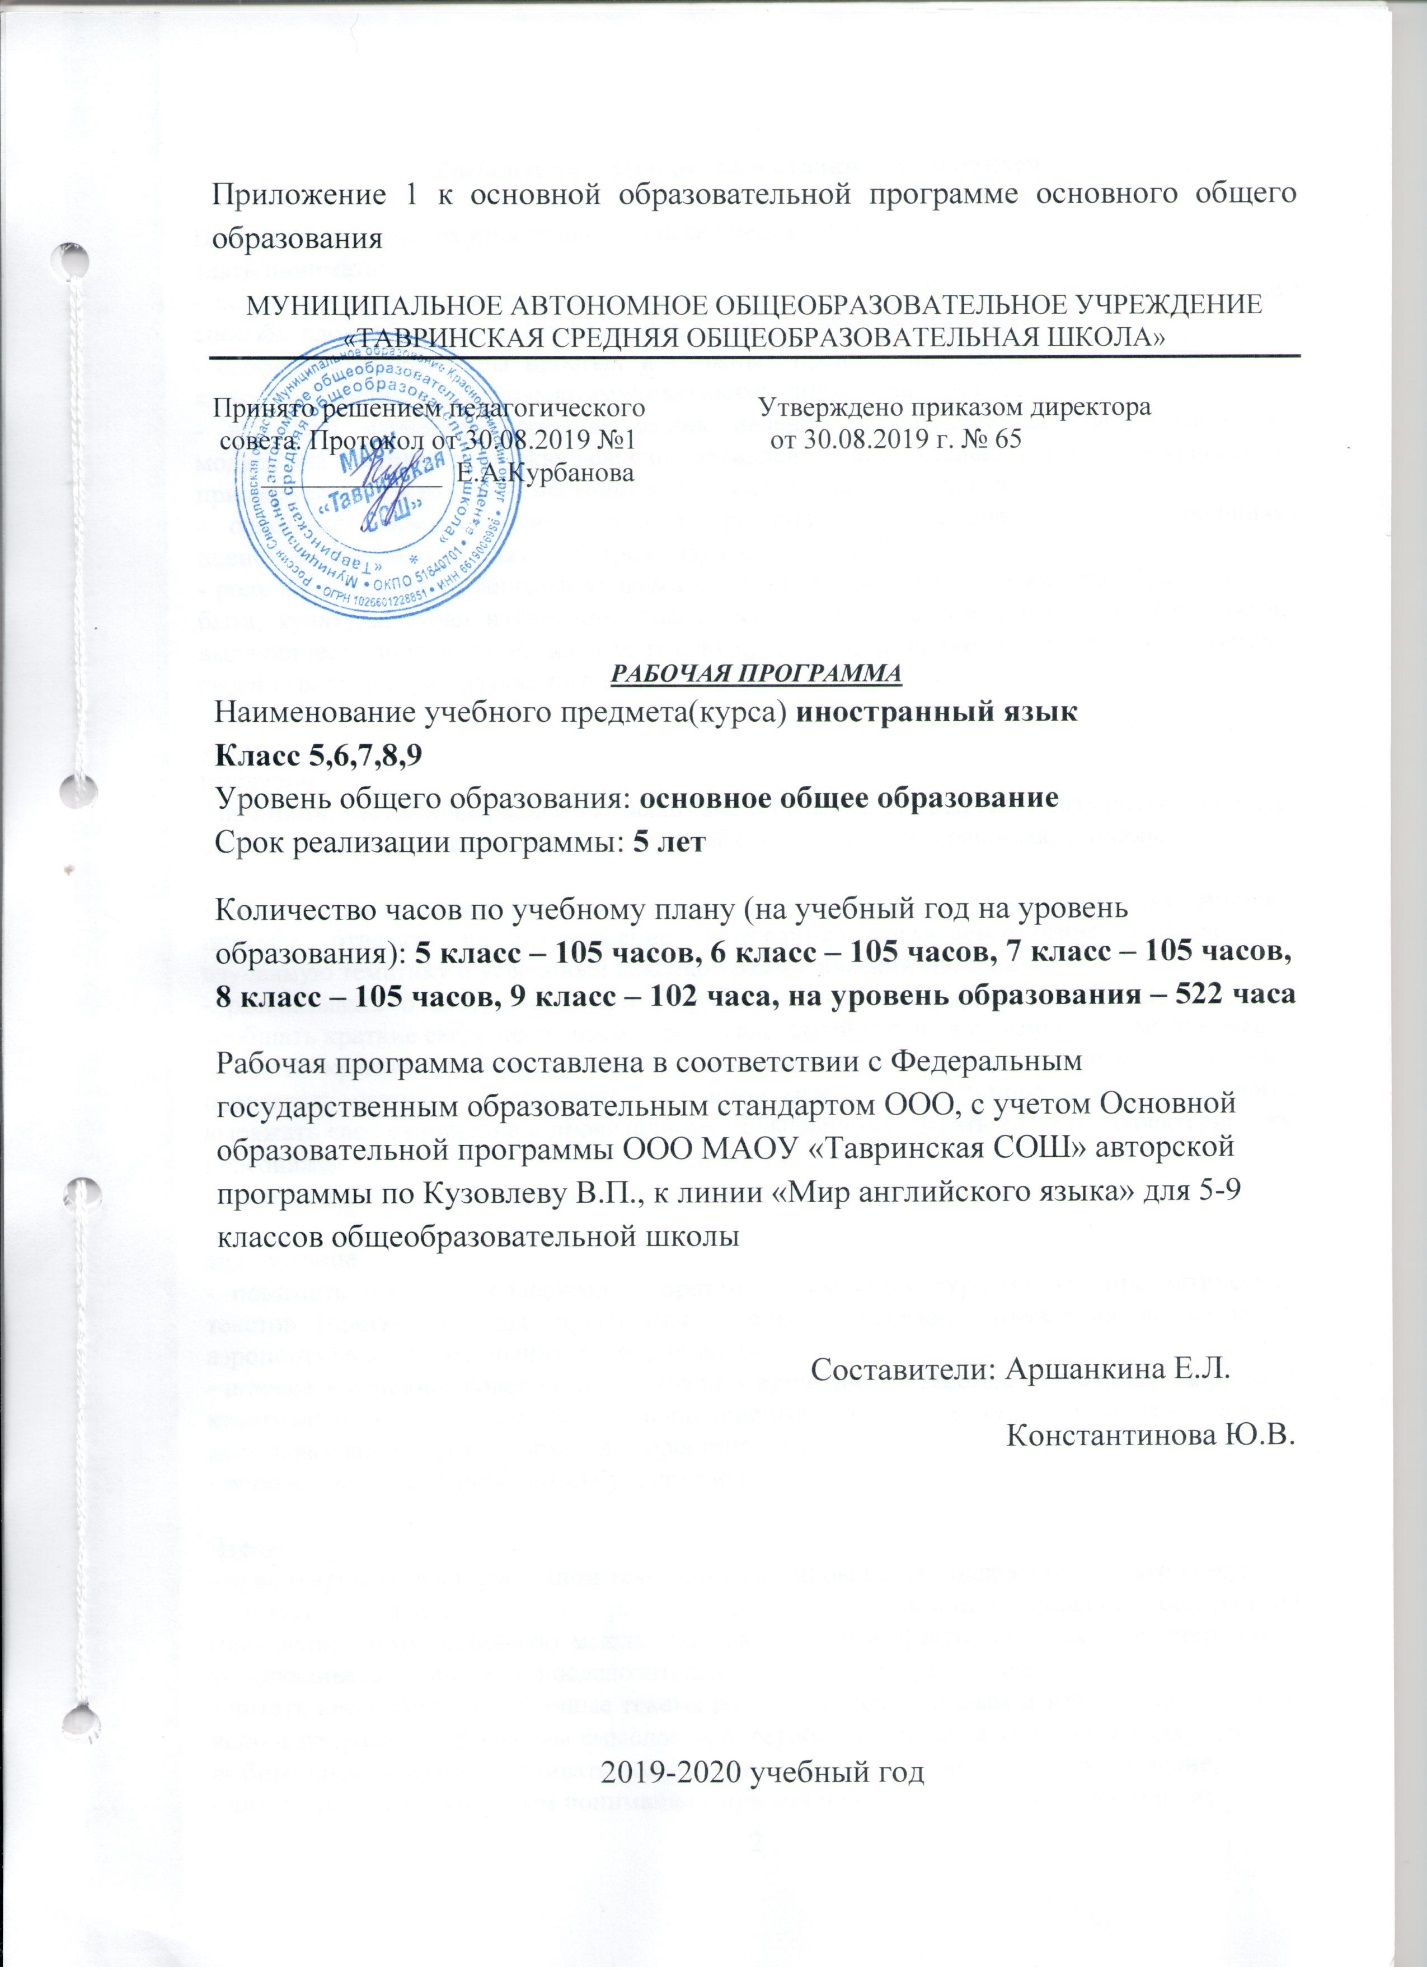 Приложение 1 к основной образовательной программе основного общего
образования
МУНИЦИПАЛЬНОЕ АВТОНОМНОЕ ОБЩЕОБРАЗОВАТЕЛЬНОЕ УЧРЕЖДЕНИЕ
«ТАВРИНСКАЯ СРЕДНЯЯ ОБЩЕОБРАЗОВАТЕЛЬНАЯ ШКОЛА»
Принято решением педагогического
совета. Протокол от 30.08.2019 №1
Е.А.Курбанова
Утверждено приказом директора
от 30.08.2019 г. № 65
МАОУ
«Тавринская
СОШ»
РАБОЧАЯ ПРОГРАММА
Наименование учебного предмета(курса) иностранный язык
Класс 5,6,7,8,9
Уровень общего образования: основное общее образование
Срок реализации программы: 5 лет
Количество часов по учебному плану (на учебный год на уровень
образования): 5 класс – 105 часов, 6 класс – 105 часов, 7 класс – 105 часов,
8 класс – 105 часов, 9 класс – 102 часа, на уровень образования – 522 часа
Рабочая программа составлена в соответствии с Федеральным
государственным образовательным стандартом ООО, с учетом Основной
образовательной программы ООО МАОУ «Тавринская СОШ» авторской
программы по Кузовлеву В.П., к линии «Мир английского языка» для 5-9
классов общеобразовательной школы
Составители: Аршанкина Е.Л.
Константинова Ю.В.
2019-2020 учебный год